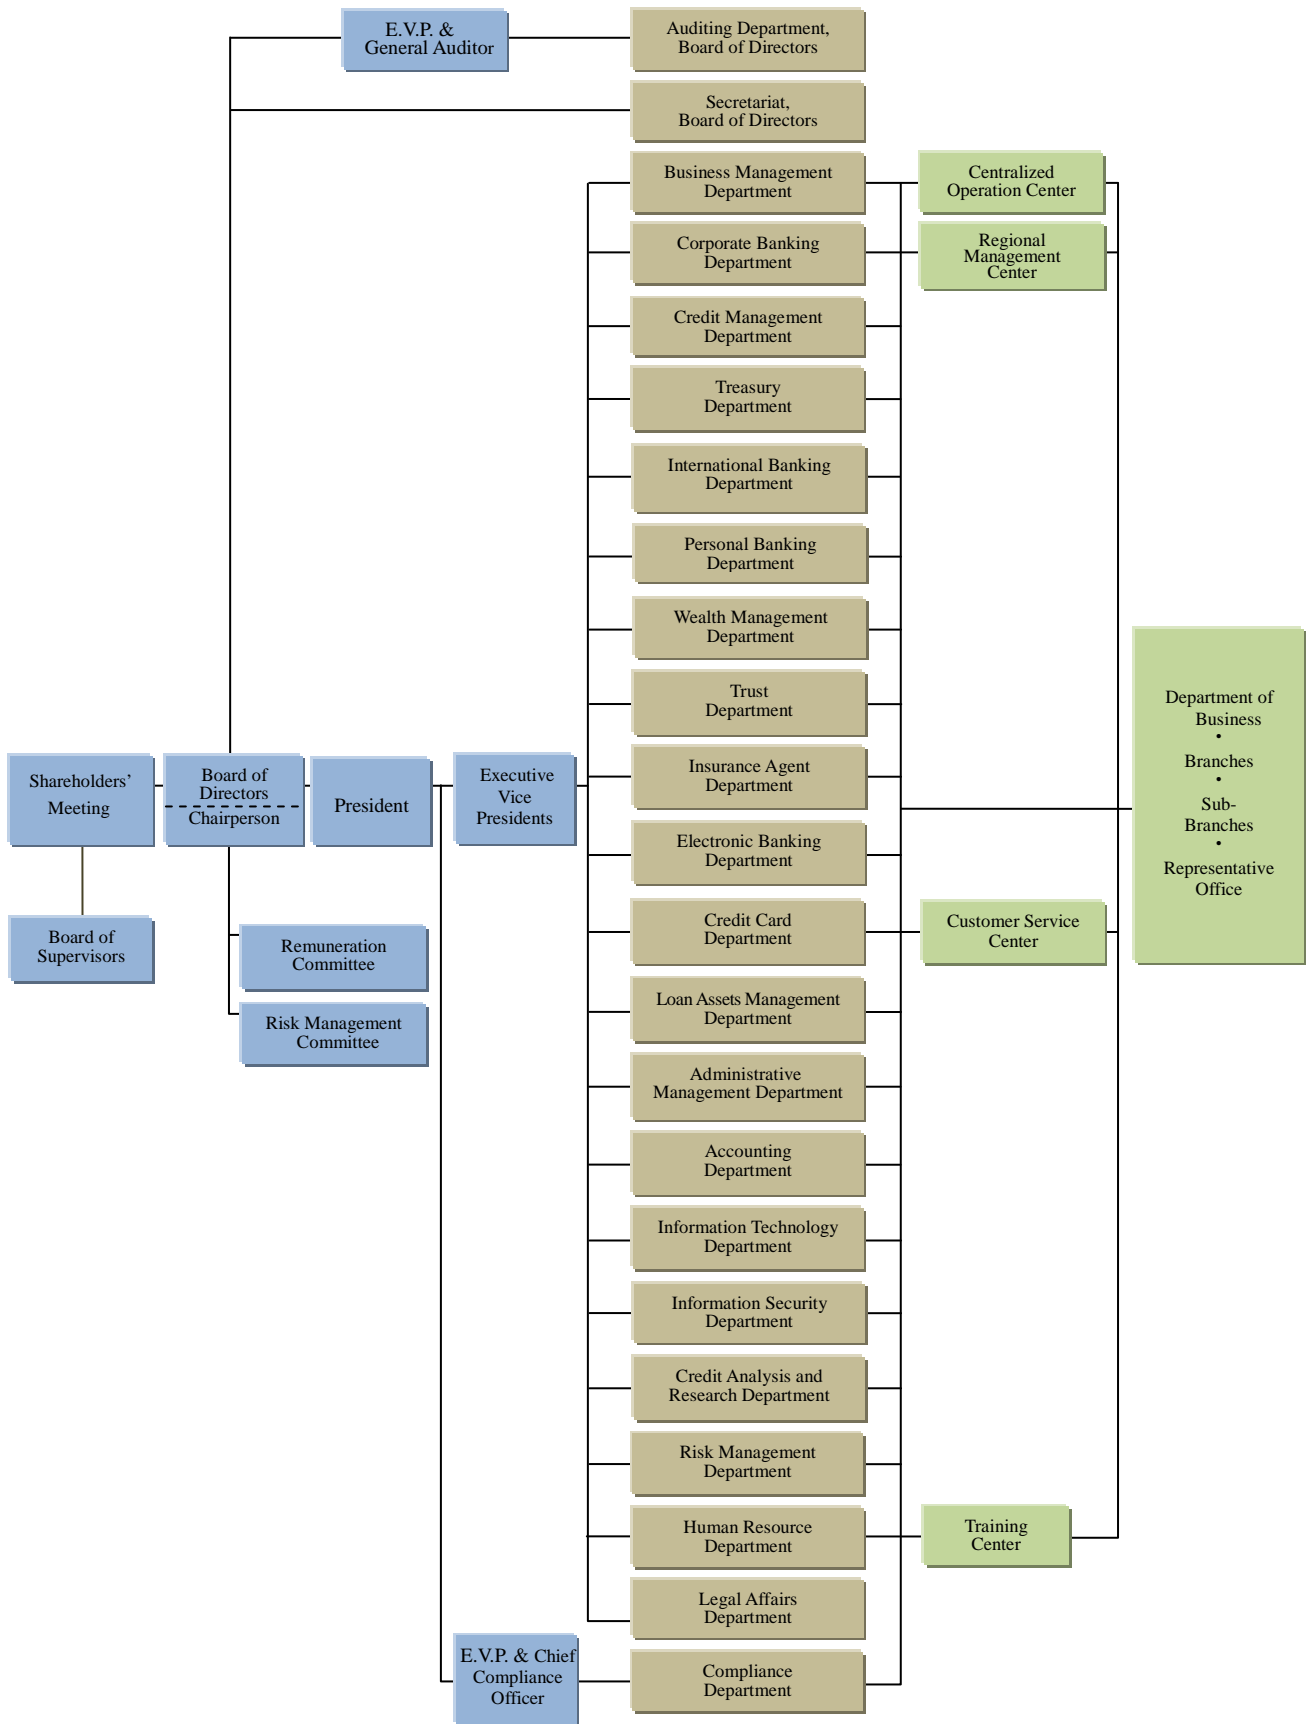 E.V.P. &
General Auditor
Auditing Department,
Board of Directors
Secretariat,
Board of Directors
Business Management
Department
Centralized
Operation Center
Corporate Banking
Department
Regional
Management
Center
Credit Management
Department
Treasury
Department
International Banking
Department
Personal Banking
Department
Wealth Management
Department
Trust
Department
Shareholders’
Meeting
Board of
Directors
Chairperson
President
Executive
Vice
Presidents
Insurance Agent
Department
Department of
Business
•
Branches
•
Sub-
Branches
•
Representative
Office
Electronic Banking
Department
Board of
Supervisors
Remuneration
Committee
Credit Card
Department
Customer Service
Center
Risk Management
Committee
Loan Assets Management
Department
Administrative
Management Department
Accounting
Department
Information Technology
Department
Information Security
Department
Credit Analysis and
Research Department
Risk Management
Department
Human Resource
Department
Training
Center
Legal Affairs
Department
E.V.P. & Chief
Compliance
Officer
Compliance
Department